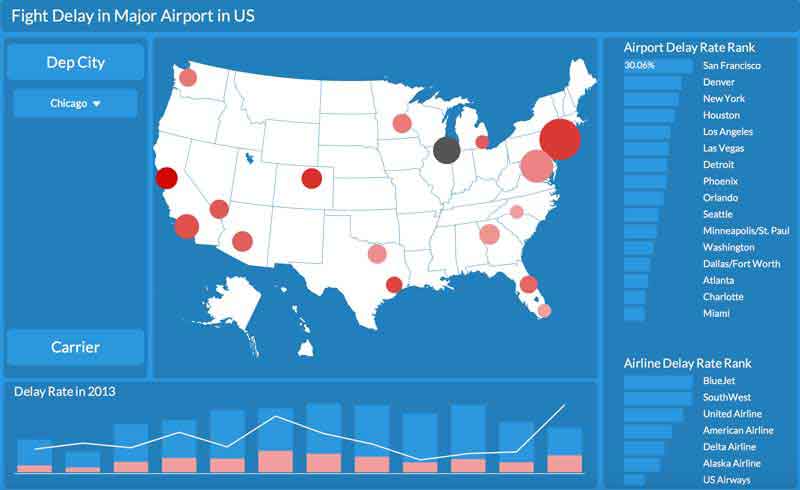 Fight Delay in Major Airport in US
Dep City
Chicago
Carrier
Delay Rate in 2013
Airport Delay Rate Rank
30.06% San Francisco
Denver
New York
Houston
Los Angeles
Las Vegas
Detroit
Phoenix
Orlando
Seattle
Minneapolis/St. Paul
Washington
Dallas/Fort Worth
Atlanta
Charlotte
Miami
Airline Delay Rate Rank
BlueJet
SouthWest
United Airline
American Airline
Delta Airline
Alaska Airline
US Airways